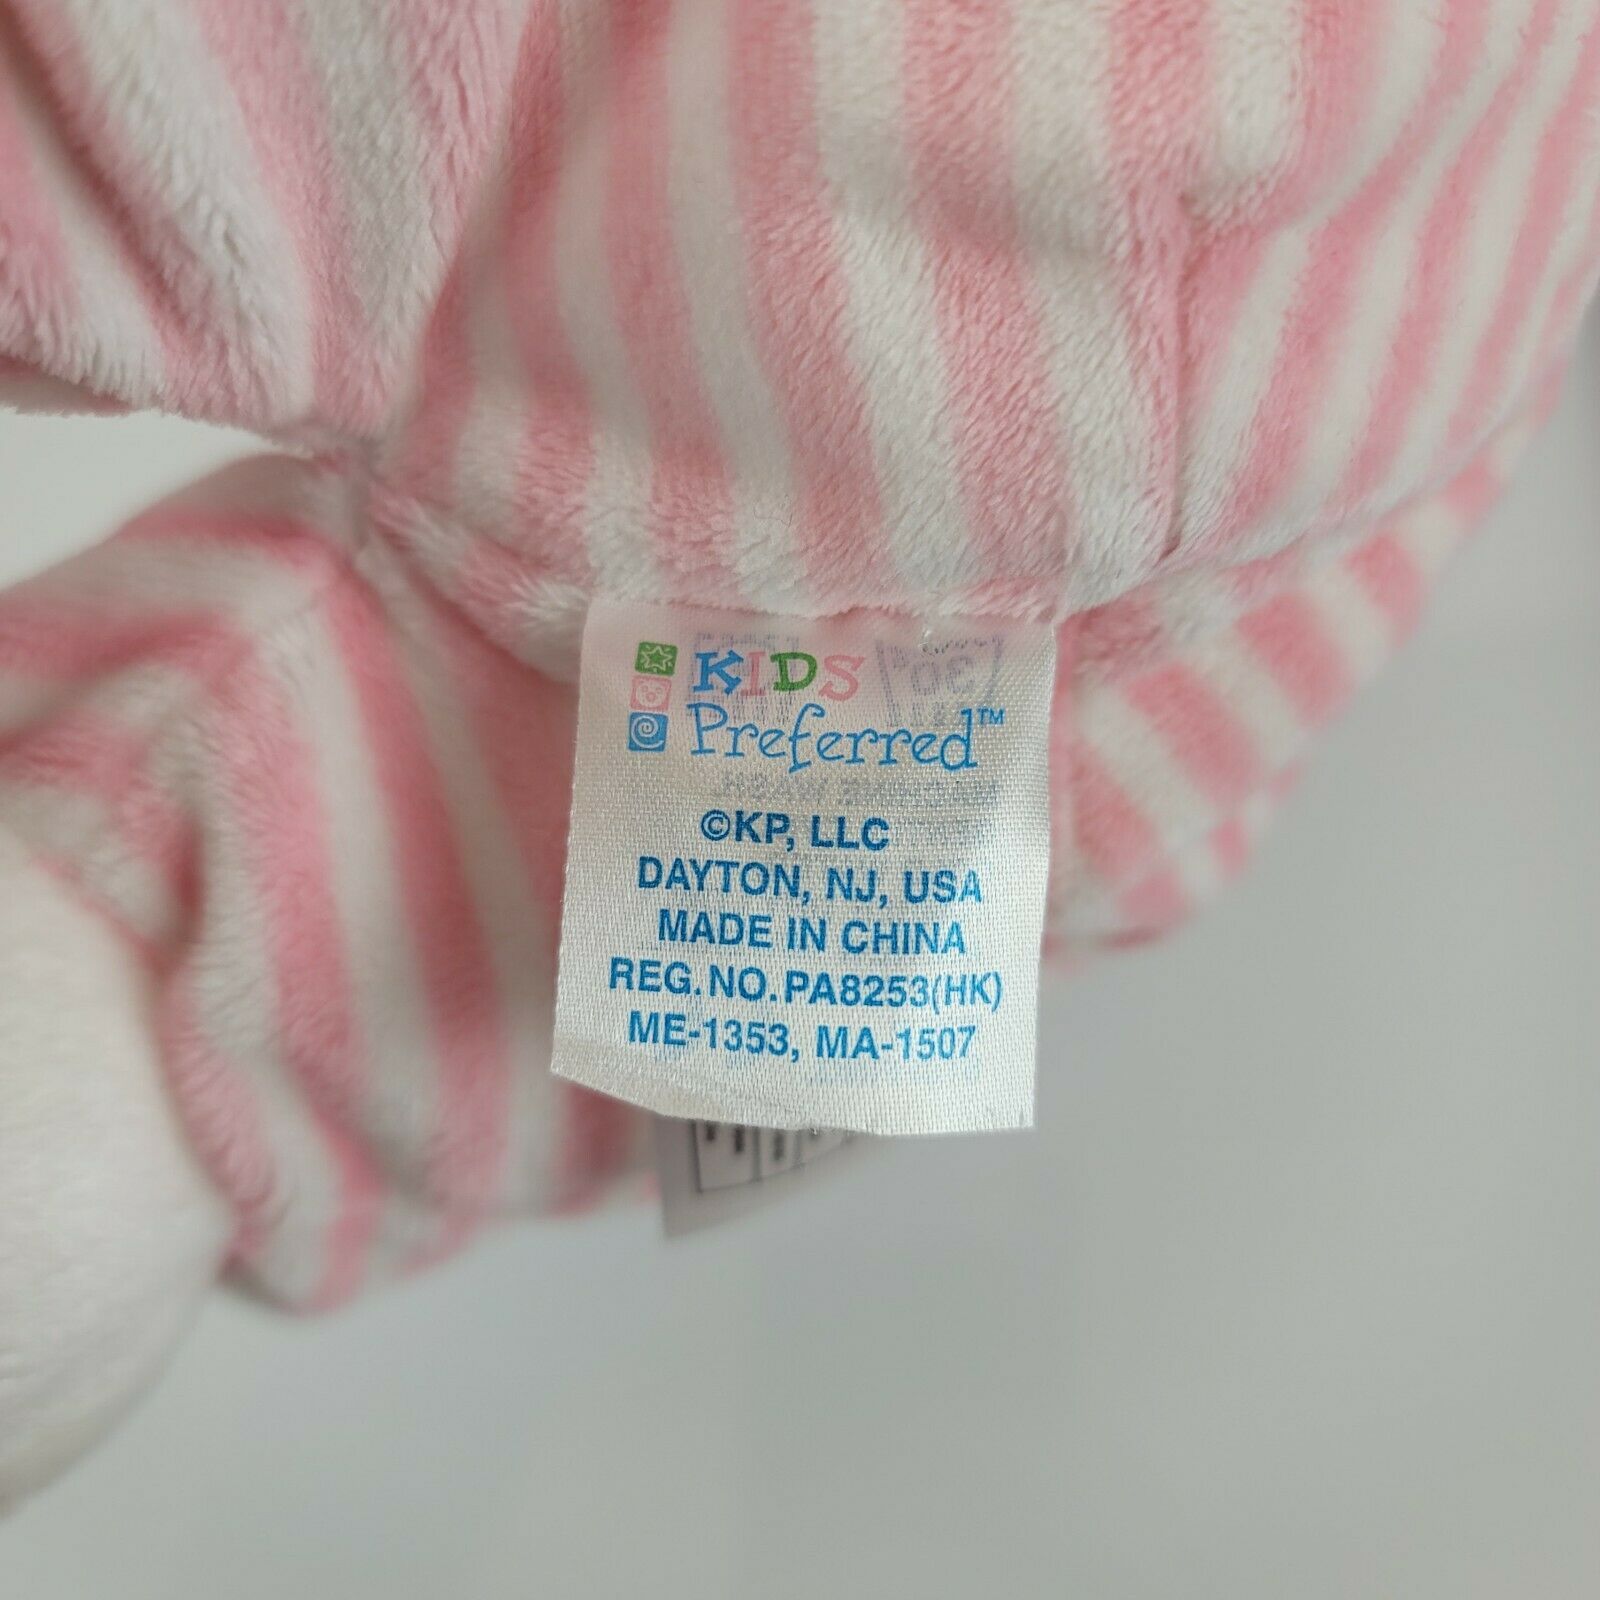 KIDS
Preferred™
©KP, LLC
DAYTON, NJ, USA
MADE IN CHINA
REG.NO.PA8253(HK)
ME-1353, MA-1507